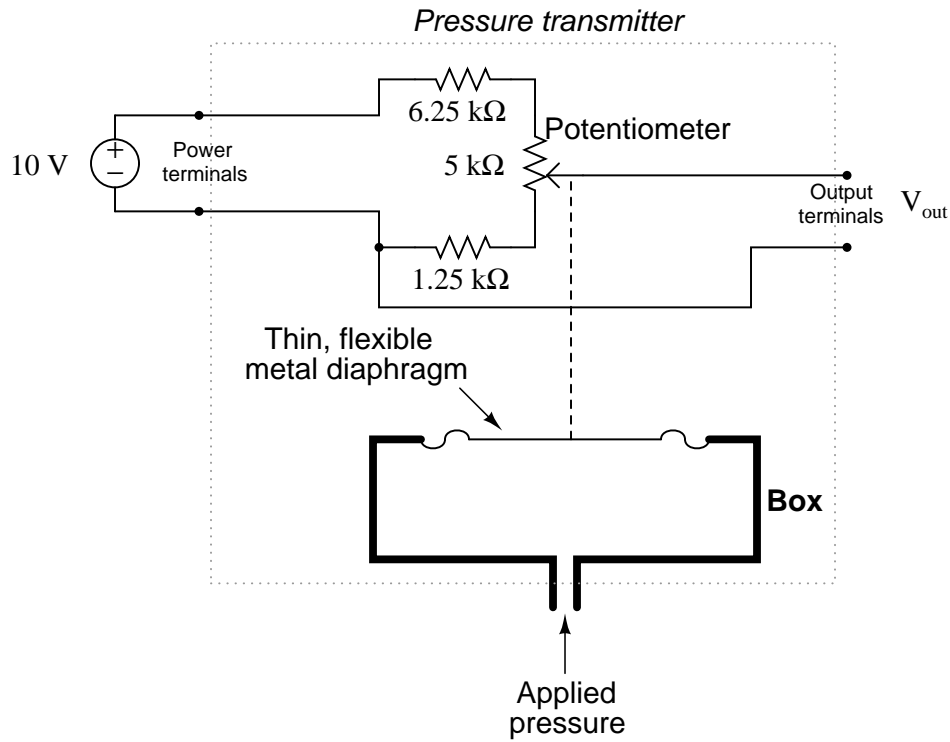 Pressure transmitter
6.25 kΩ
Potentiometer
10 V
+
−
Power
terminals
5 kΩ
Output
terminals
Vout
1.25 kΩ
Thin, flexible
metal diaphragm
Box
Applied
pressure